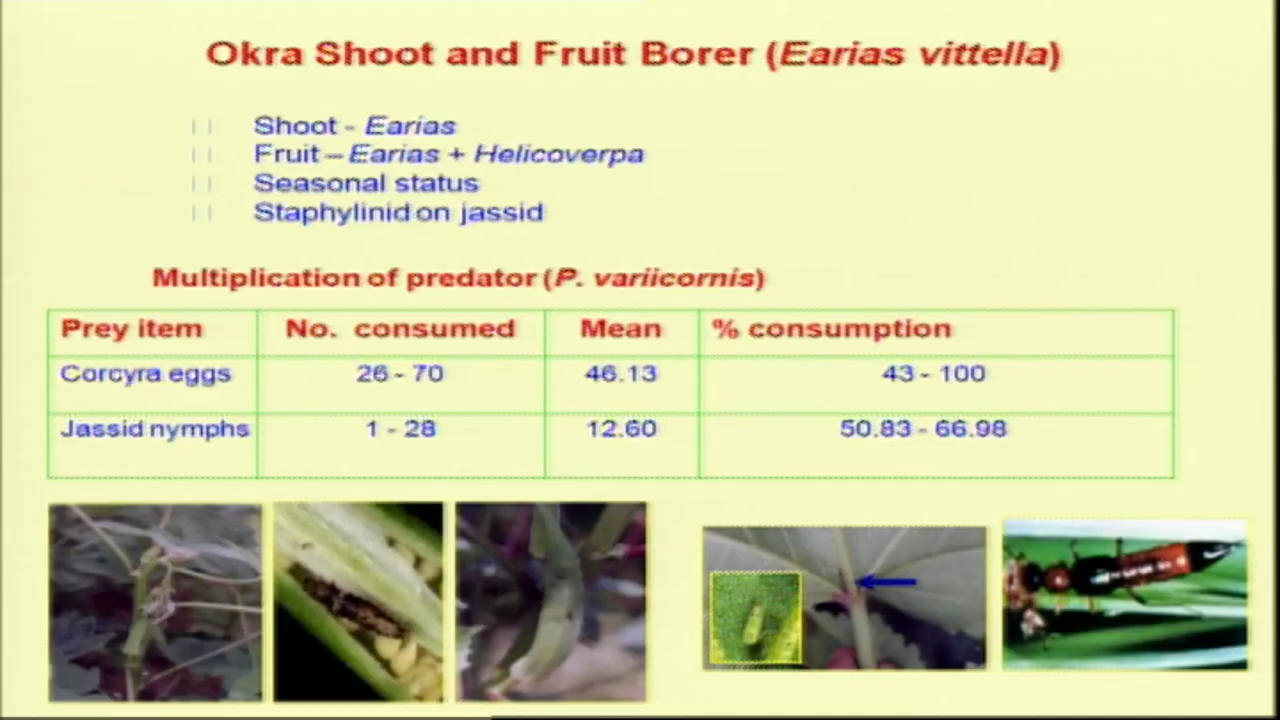 Okra Shoot and Fruit Borer (Earias vittella)
Shoot - Earias
Fruit – Earias + Helicoverpa
Seasonal status
Staphylinid on jassid
Multiplication of predator (P. variicornis)
Prey item No. consumed Mean % consumption
Corcyra eggs 26 - 70 46.13 43 - 100
Jassid nymphs 1 - 28 12.60 50.83 - 66.98